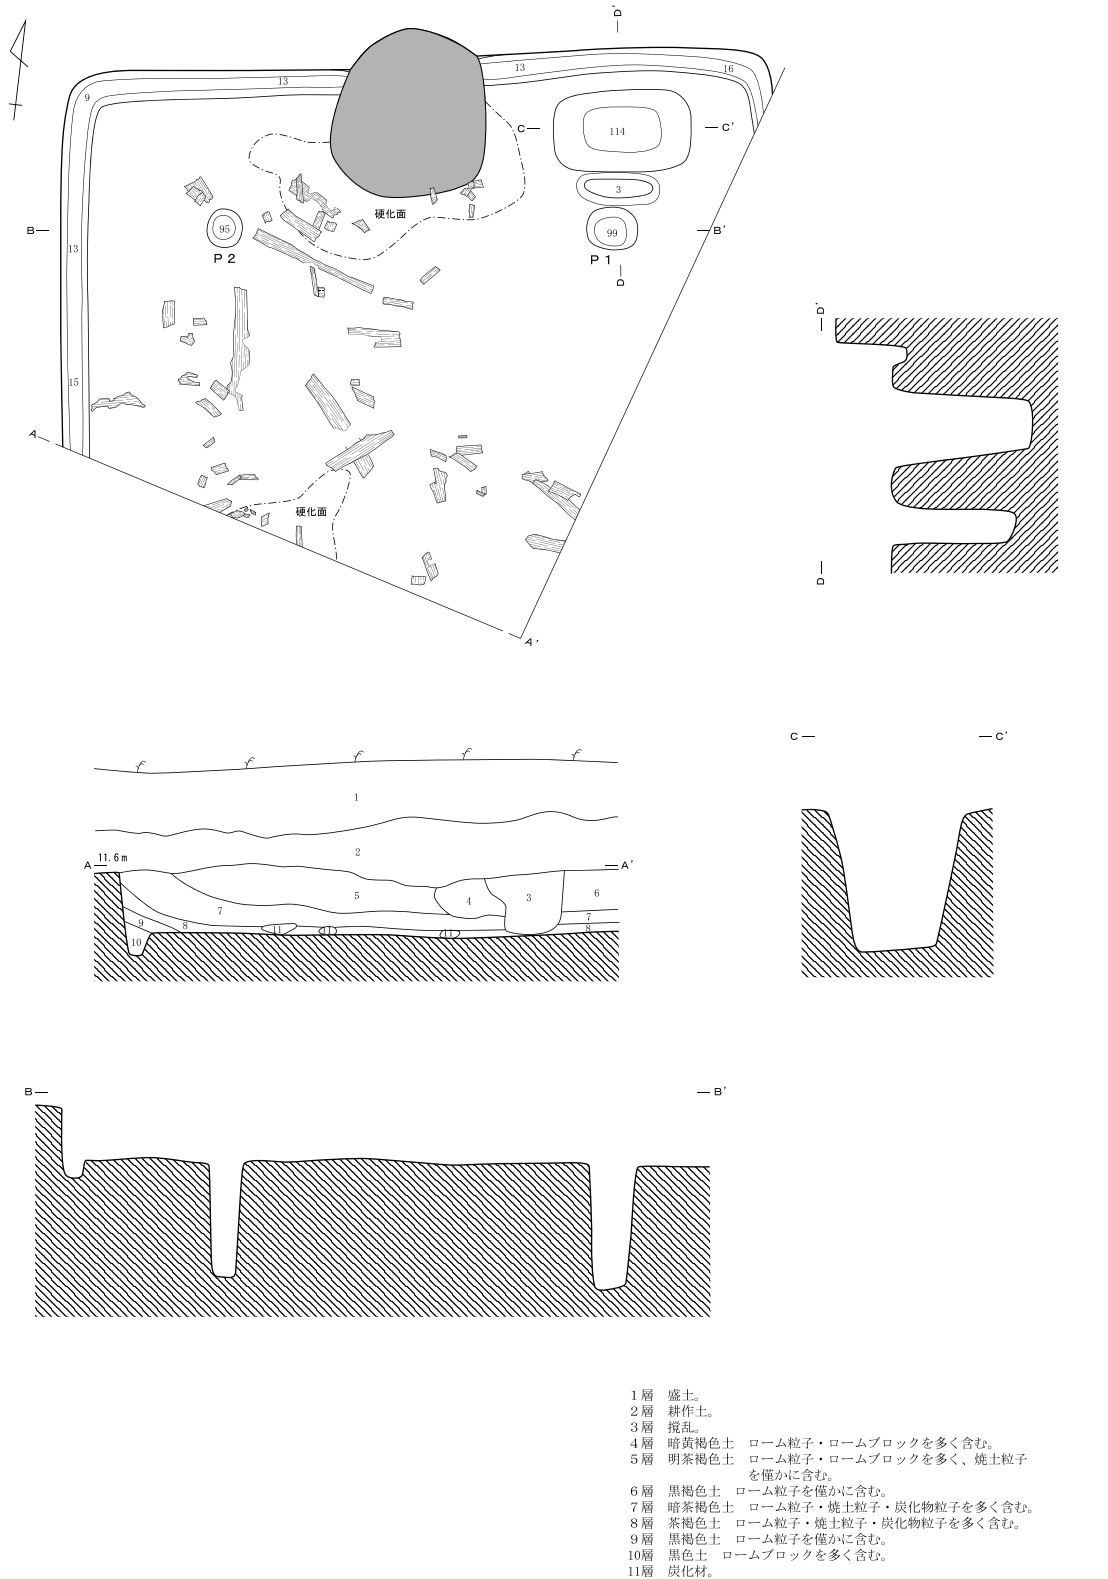 D'
13
13
16
9
C
114
C'
3
硬化面
B
95
99
B'
P2
P1
13
D
D'
15
A
硬化面
D
A'
C
C'
1
2
11.6m
A
A'
5
4
3
6
7
7
9
8
8
11
11
11
10
B
B'
1層 盛土。
2層 耕作土。
3層 撹乱。
4層 暗黄褐色土 ローム粒子・ロームブロックを多く含む。
5層 明茶褐色土 ローム粒子・ロームブロックを多く、焼土粒子
を僅かに含む。
6層 黒褐色土 ローム粒子を僅かに含む。
7層 暗茶褐色土 ローム粒子・焼土粒子・炭化物粒子を多く含む。
8層 茶褐色土 ローム粒子・焼土粒子・炭化物粒子を多く含む。
9層 黒褐色土 ローム粒子を僅かに含む。
10層 黒色土 ロームブロックを多く含む。
11層 炭化材。